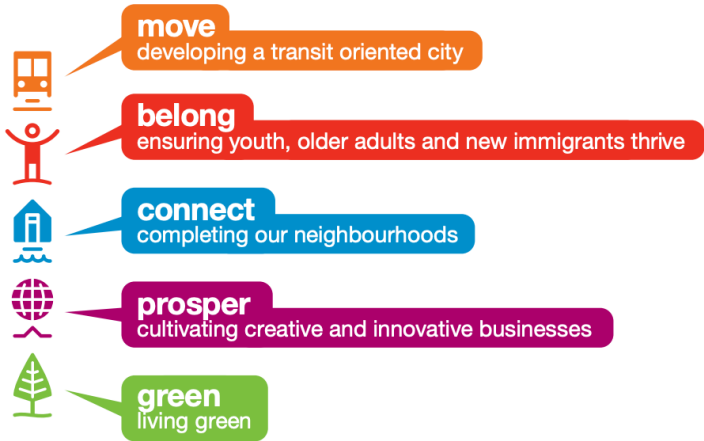 move
developing a transit oriented city
belong
ensuring youth, older adults and new immigrants thrive
connect
completing our neighbourhoods
prosper
cultivating creative and innovative businesses
green
living green